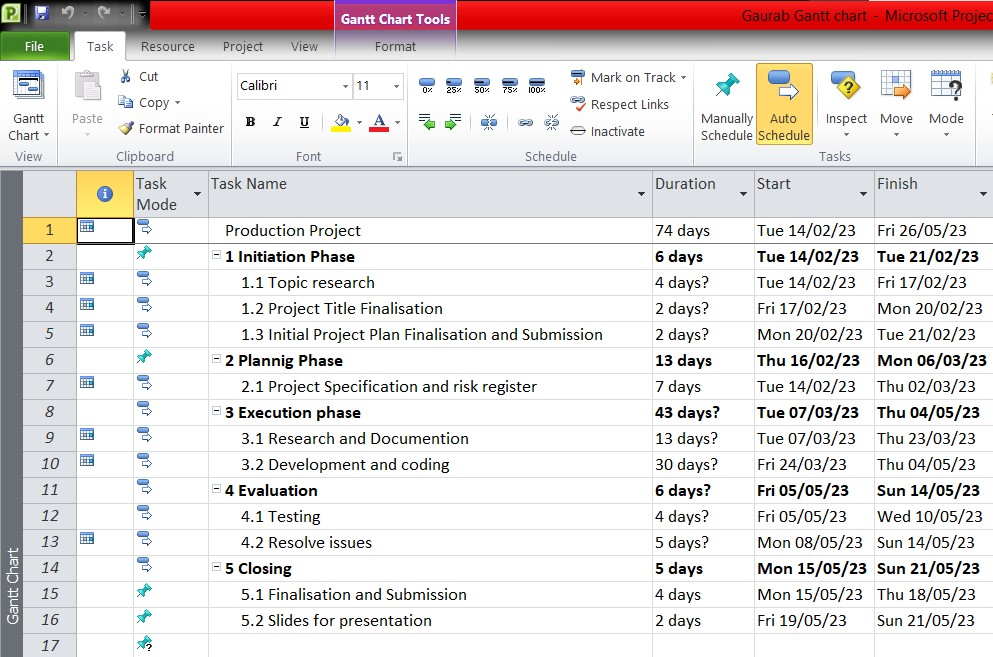 Gaurab Gantt chart - Microsoft Projec
Gantt Chart Tools
File Task Resource Project View Format
Gantt Chart
View
Paste
Cut
Copy
Format Painter
Clipboard
Calibri 11
B I U A
Font
0% 25% 50% 75% 100%
Mark on Track
Respect Links
Inactivate
Schedule
Manually Schedule
Auto Schedule
Inspect
Move
Mode
Tasks
Task Mode Task Name Duration Start Finish
1 Production Project 74 days Tue 14/02/23 Fri 26/05/23
2 1 Initiation Phase 6 days Tue 14/02/23 Tue 21/02/23
3 1.1 Topic research 4 days? Tue 14/02/23 Fri 17/02/23
4 1.2 Project Title Finalisation 2 days? Fri 17/02/23 Mon 20/02/23
5 1.3 Initial Project Plan Finalisation and Submission 2 days? Mon 20/02/23 Tue 21/02/23
6 2 Plannig Phase 13 days Thu 16/02/23 Mon 06/03/23
7 2.1 Project Specification and risk register 7 days Tue 14/02/23 Thu 02/03/23
8 3 Execution phase 43 days? Tue 07/03/23 Thu 04/05/23
9 3.1 Research and Documention 13 days? Tue 07/03/23 Thu 23/03/23
10 3.2 Development and coding 30 days? Fri 24/03/23 Thu 04/05/23
11 4 Evaluation 6 days? Fri 05/05/23 Sun 14/05/23
12 4.1 Testing 4 days? Fri 05/05/23 Wed 10/05/23
13 4.2 Resolve issues 5 days? Mon 08/05/23 Sun 14/05/23
14 5 Closing 5 days Mon 15/05/23 Sun 21/05/23
15 5.1 Finalisation and Submission 4 days Mon 15/05/23 Thu 18/05/23
16 5.2 Slides for presentation 2 days Fri 19/05/23 Sun 21/05/23
17
Gantt Chart